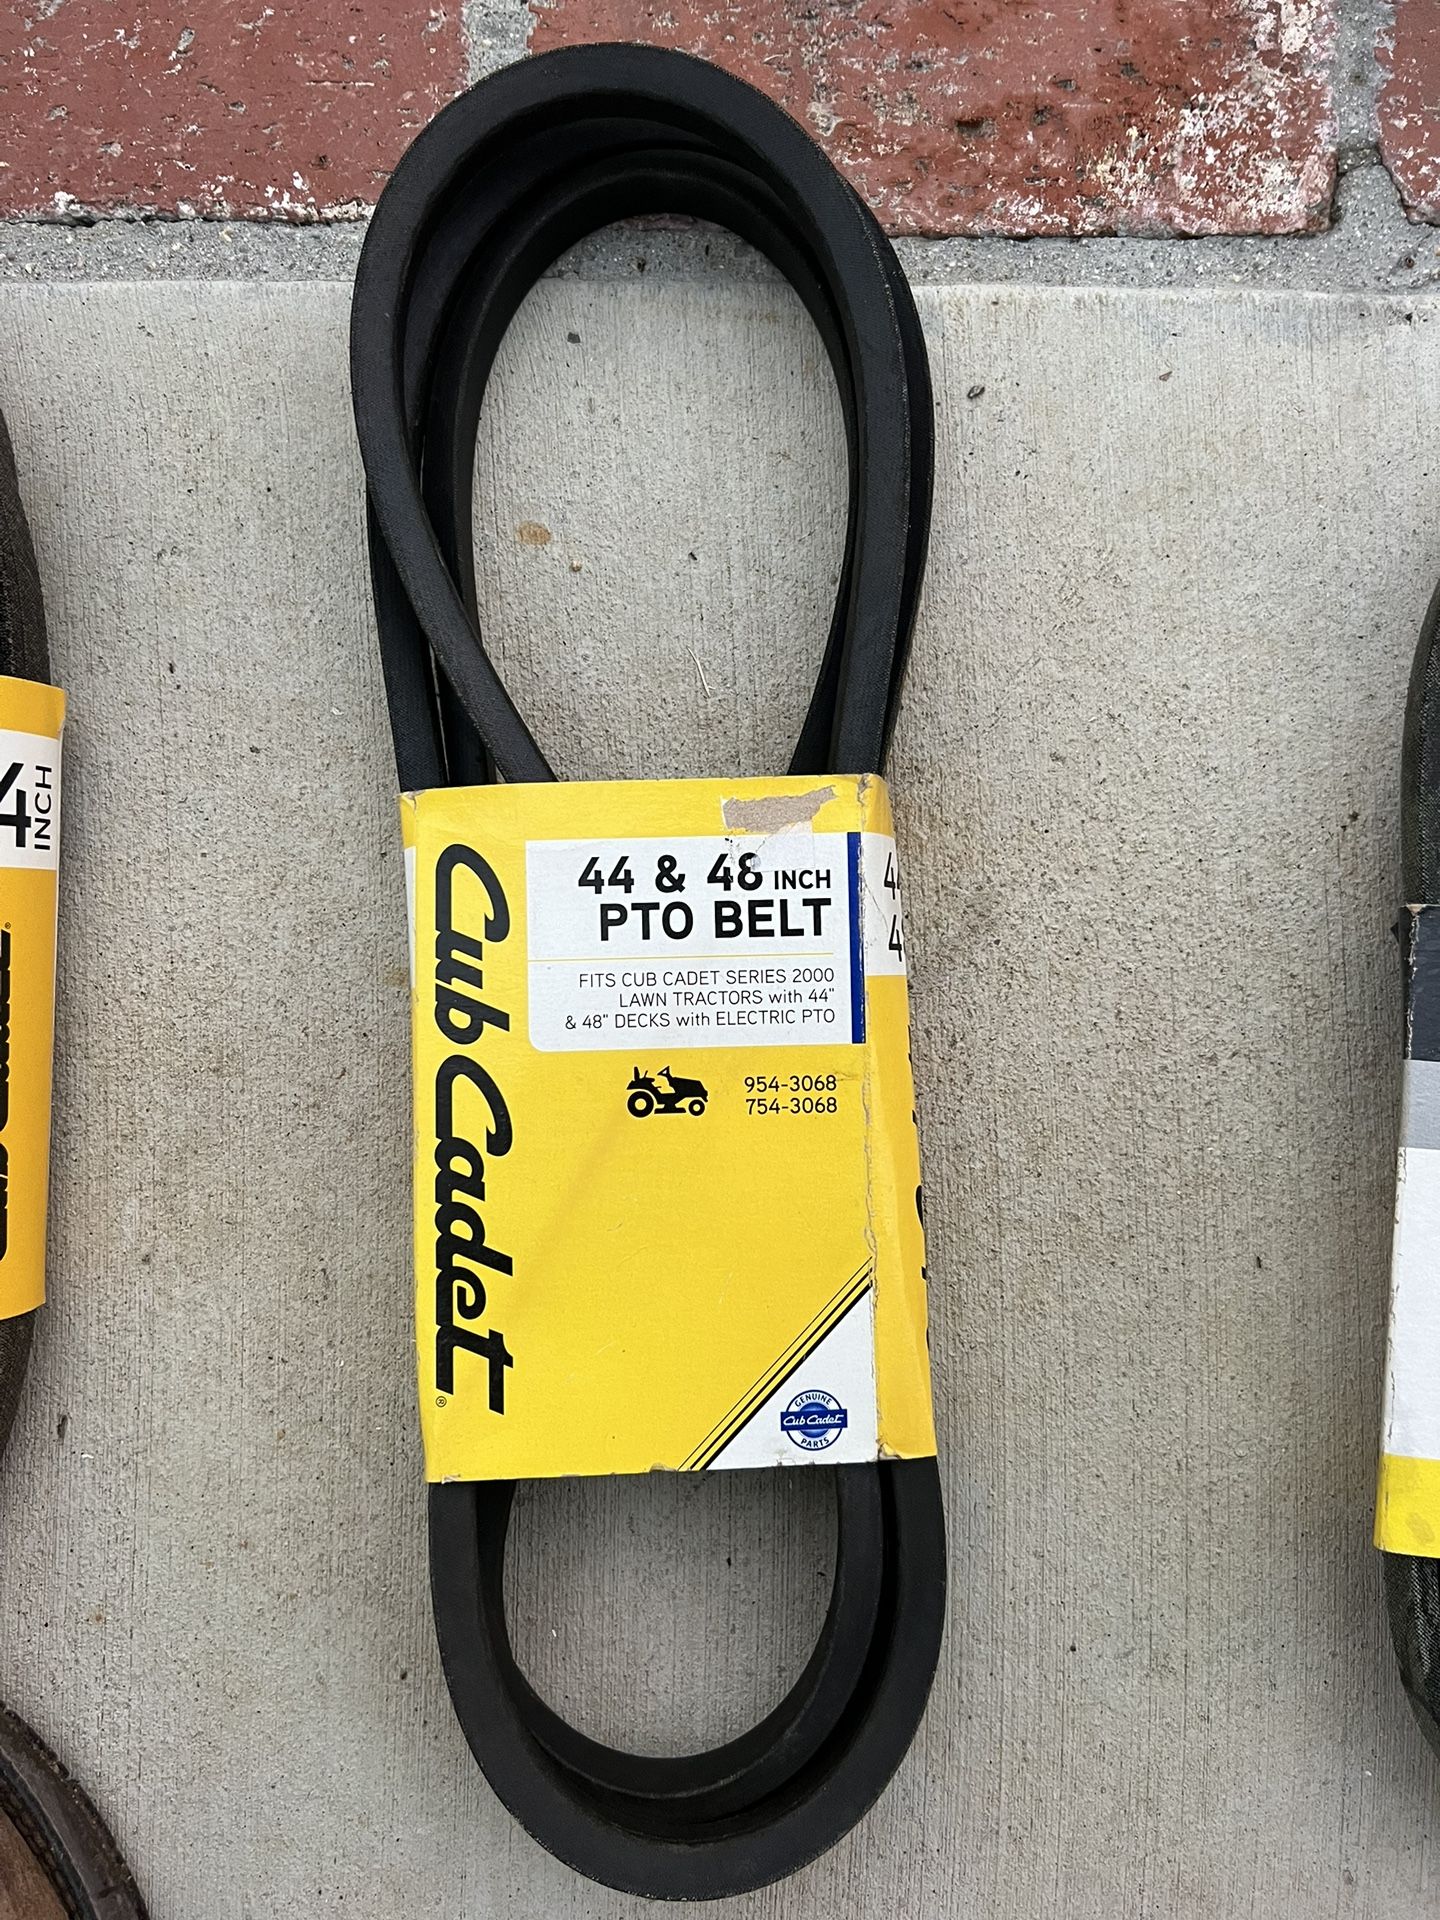 44 & 48 INCH
PTO BELT
FITS CUB CADET SERIES 2000
LAWN TRACTORS with 44"
& 48" DECKS with ELECTRIC PTO
954-3068
754-3068
Cub Cadet®
GENUINE
Cub Cadet
PARTS
4
INCH